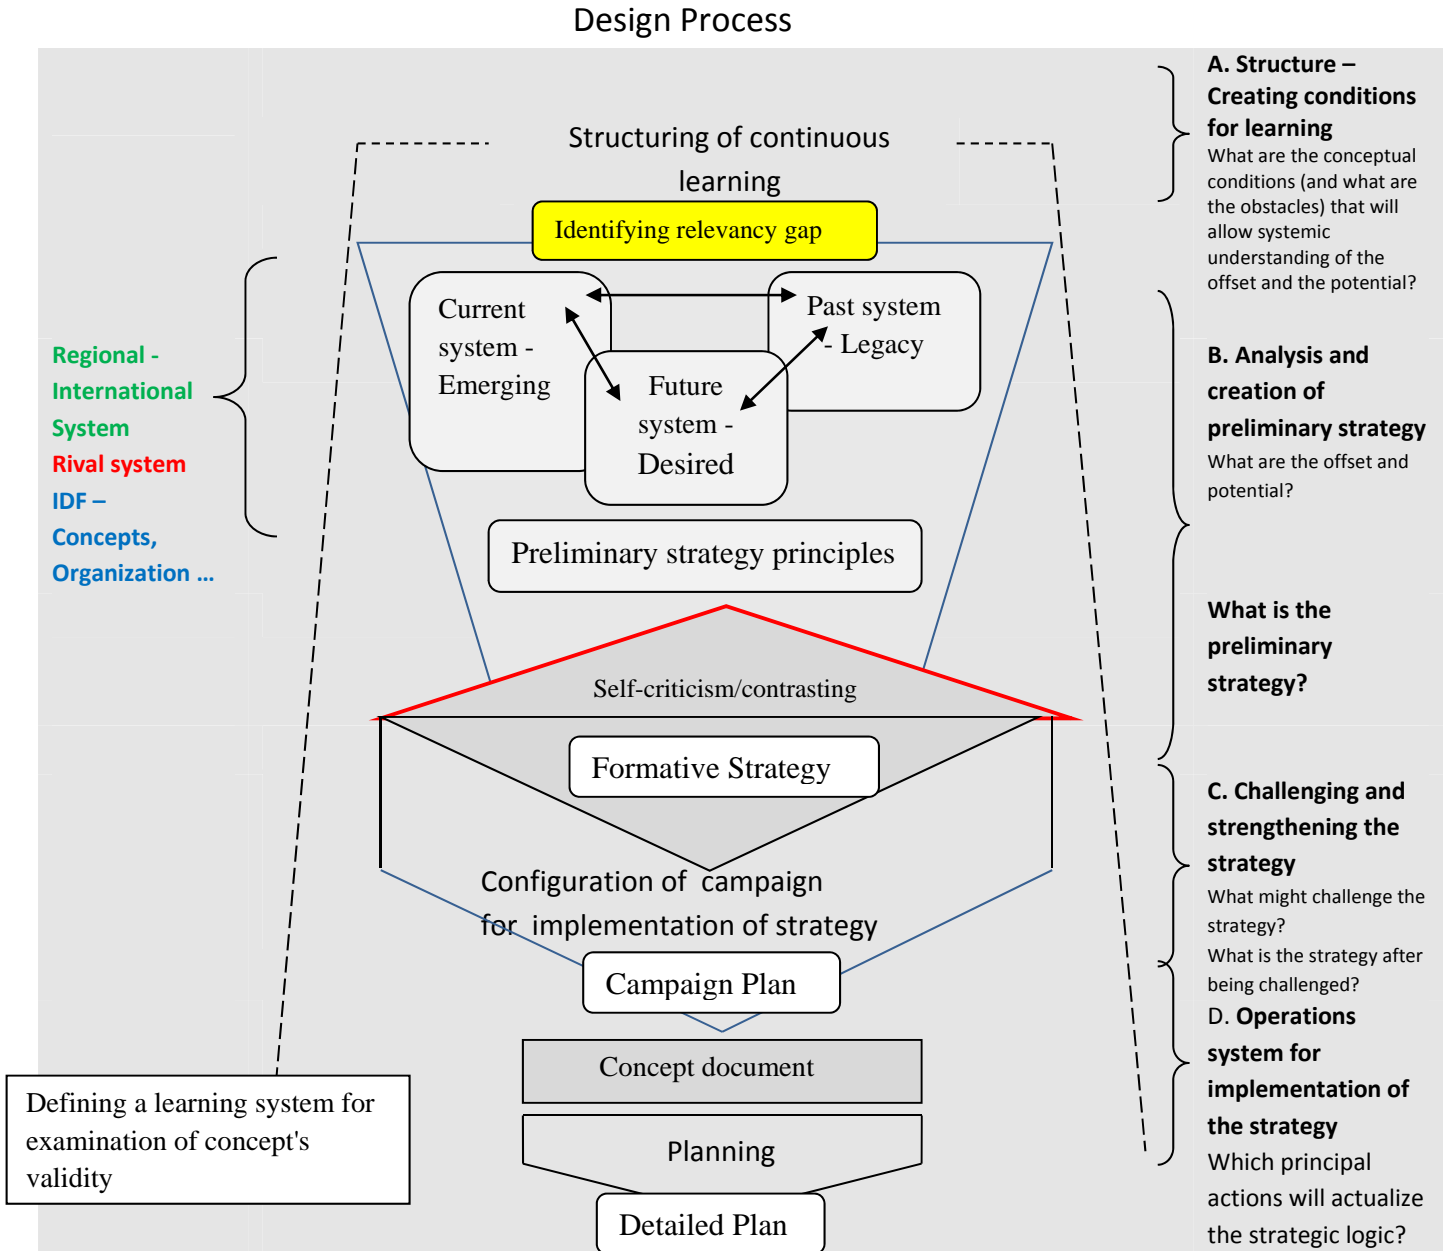 Design Process
Structuring of continuous
learning
Identifying relevancy gap
Current
system -
Emerging
Past system
- Legacy
Future
system -
Desired
Preliminary strategy principles
Self-criticism/contrasting
Formative Strategy
Configuration of campaign
for implementation of strategy
Campaign Plan
Concept document
Planning
Detailed Plan
Regional -
International
System
Rival system
IDF –
Concepts,
Organization ...
Defining a learning system for
examination of concept's
validity
A. Structure –
Creating conditions
for learning
What are the conceptual
conditions (and what are
the obstacles) that will
allow systemic
understanding of the
offset and the potential?
B. Analysis and
creation of
preliminary strategy
What are the offset and
potential?
What is the
preliminary
strategy?
C. Challenging and
strengthening the
strategy
What might challenge the
strategy?
What is the strategy after
being challenged?
D. Operations
system for
implementation of
the strategy
Which principal
actions will actualize
the strategic logic?